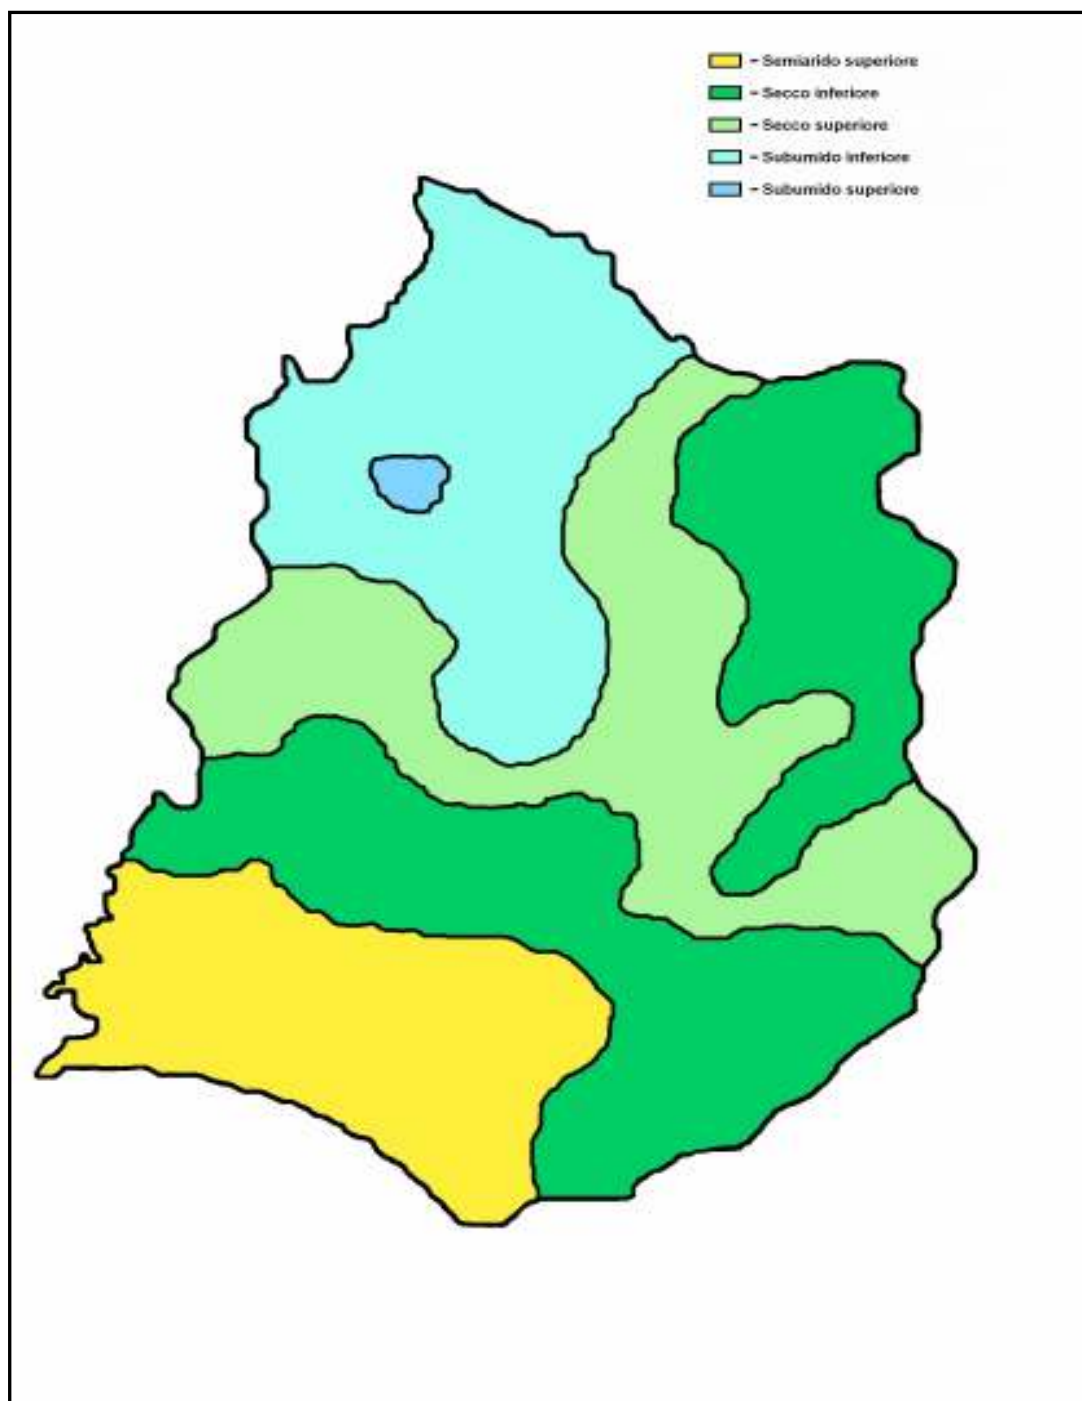 - Semiarido superiore
- Secco inferiore
- Secco superiore
- Subumido inferiore
- Subumido superiore